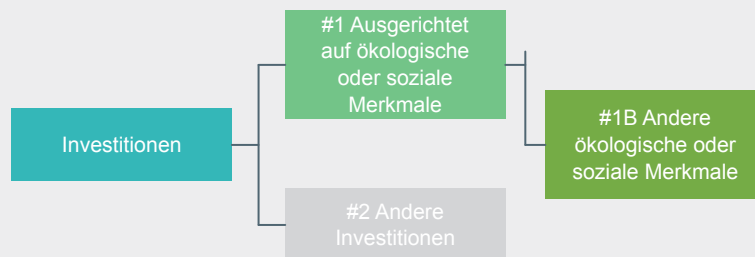 #1 Ausgerichtet
auf ökologische
oder soziale
Merkmale
Investitionen
#1B Andere
ökologische oder
soziale Merkmale
#2 Andere
Investitionen